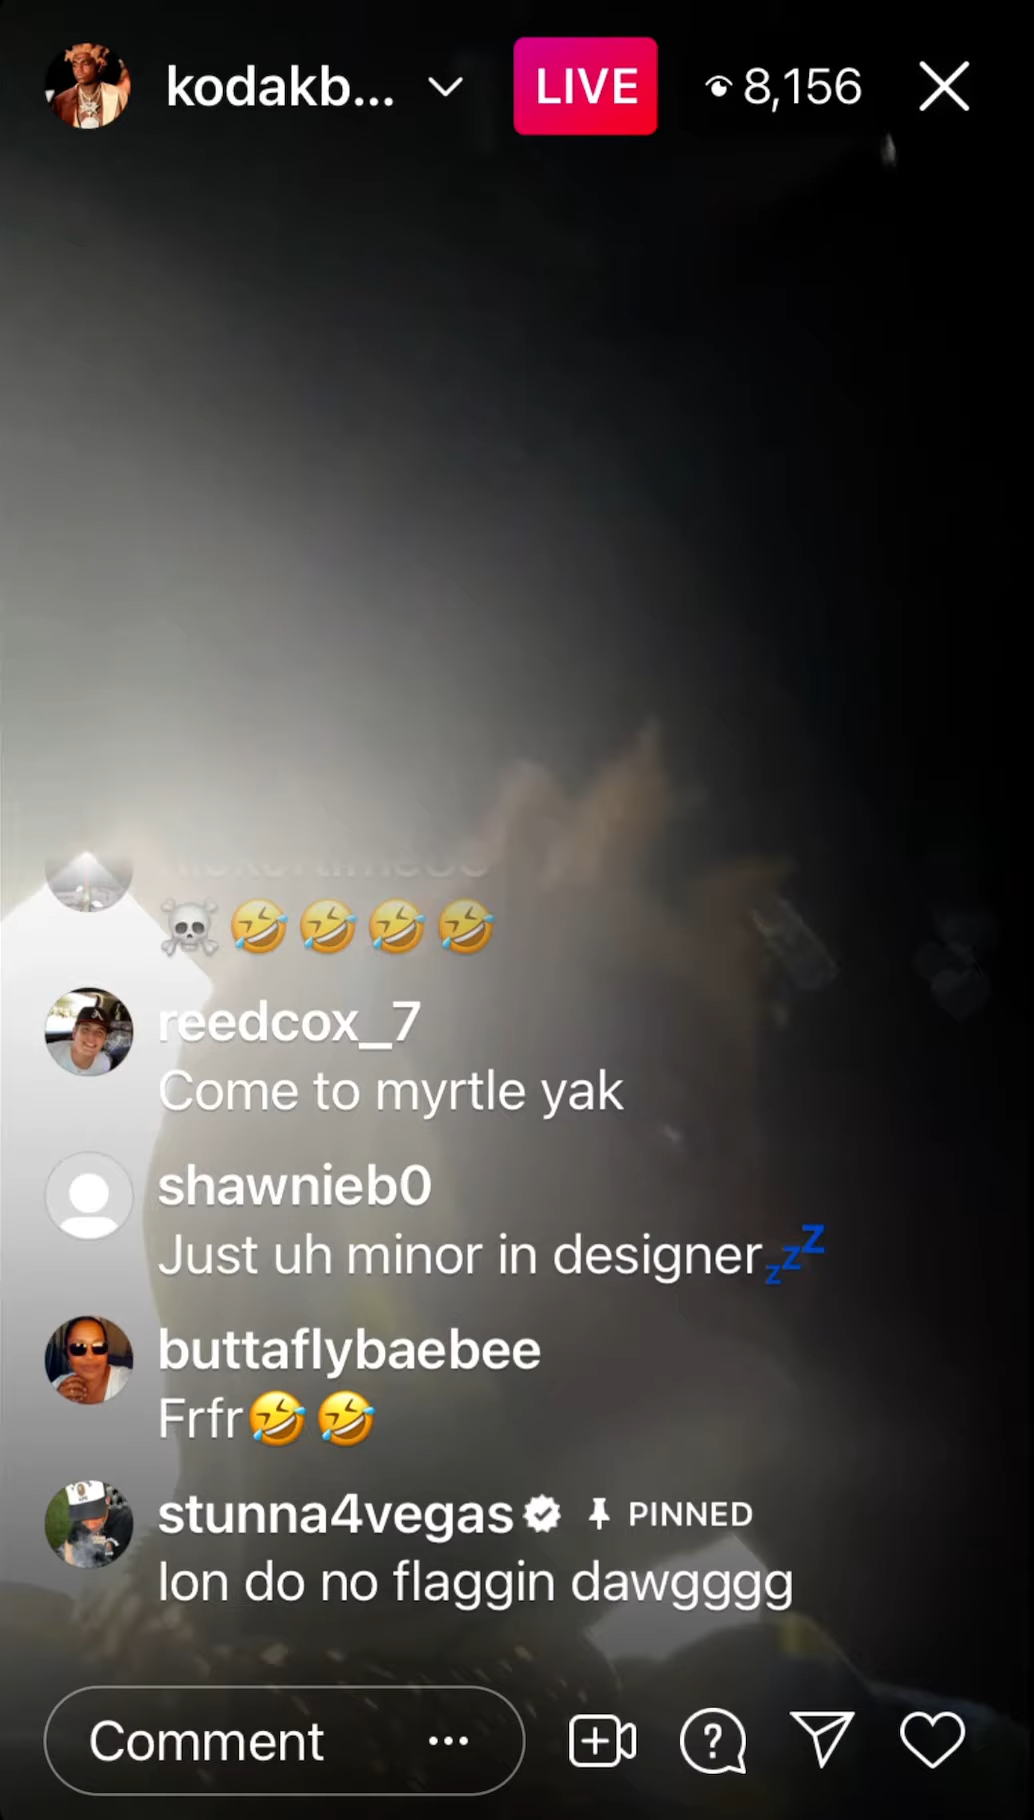 kodakb...
LIVE
8,156
☠️🤣🤣🤣🤣
reedcox_7
Come to myrtle yak
shawnieb0
Just uh minor in designer💤
buttaflybaebee
Frfr🤣🤣
stunna4vegas PINNED
Ion do no flaggin dawgggg
Comment ...